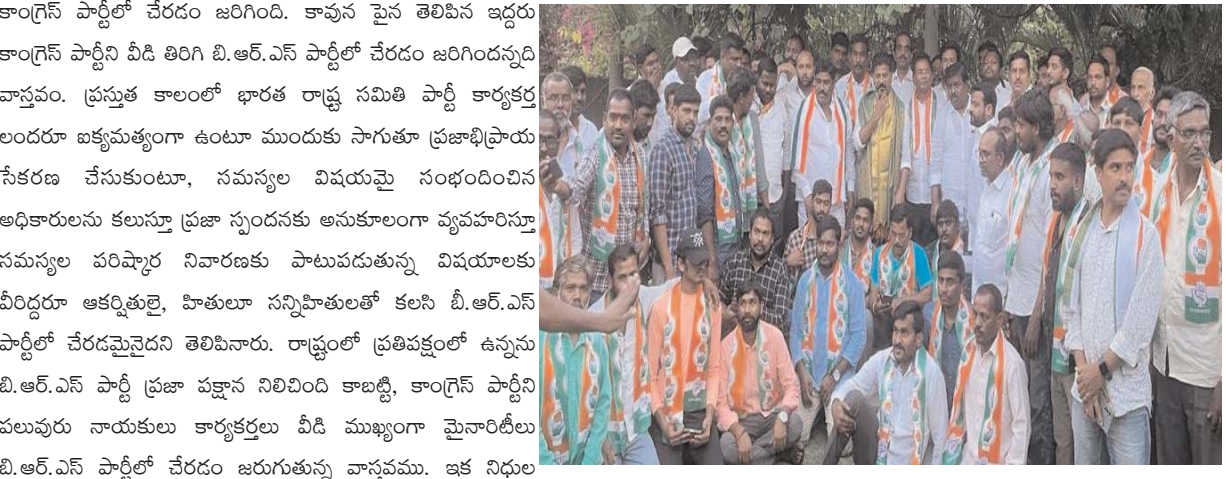 కాంగ్రెస్ పార్టీలో చేరడం జరిగింది. కావున పైన తెలిపిన ఇద్దరు
కాంగ్రెస్ పార్టీని వీడి తిరిగి బి.ఆర్.ఎస్ పార్టీలో చేరడం జరిగిందన్నది
వాస్తవం. ప్రస్తుత కాలంలో భారత రాష్ట్ర సమితి పార్టీ కార్యకర్త
లందరూ ఐక్యమత్యంగా ఉంటూ ముందుకు సాగుతూ ప్రజాభిప్రాయ
సేకరణ చేసుకుంటూ, సమస్యల విషయమై సంభందించిన
అధికారులను కలుస్తూ ప్రజా స్పందనకు అనుకూలంగా వ్యవహరిస్తూ
సమస్యల పరిష్కార నివారణకు పాటుపడుతున్న విషయాలకు
వీరిద్దరూ ఆకర్షితులై, హితులూ సన్నిహితులతో కలసి బీ.ఆర్.ఎస్
పార్టీలో చేరడమైనైదని తెలిపినారు. రాష్ట్రంలో ప్రతిపక్షంలో ఉన్నను
బి.ఆర్.ఎస్ పార్టీ ప్రజా పక్షాన నిలిచింది కాబట్టి, కాంగ్రెస్ పార్టీని
పలువురు నాయకులు కార్యకర్తలు వీడి ముఖ్యంగా మైనారిటీలు
బి.ఆర్.ఎస్ పార్టీలో చేరడం జరుగుతున్న వాస్తవము. ఇక నిధుల